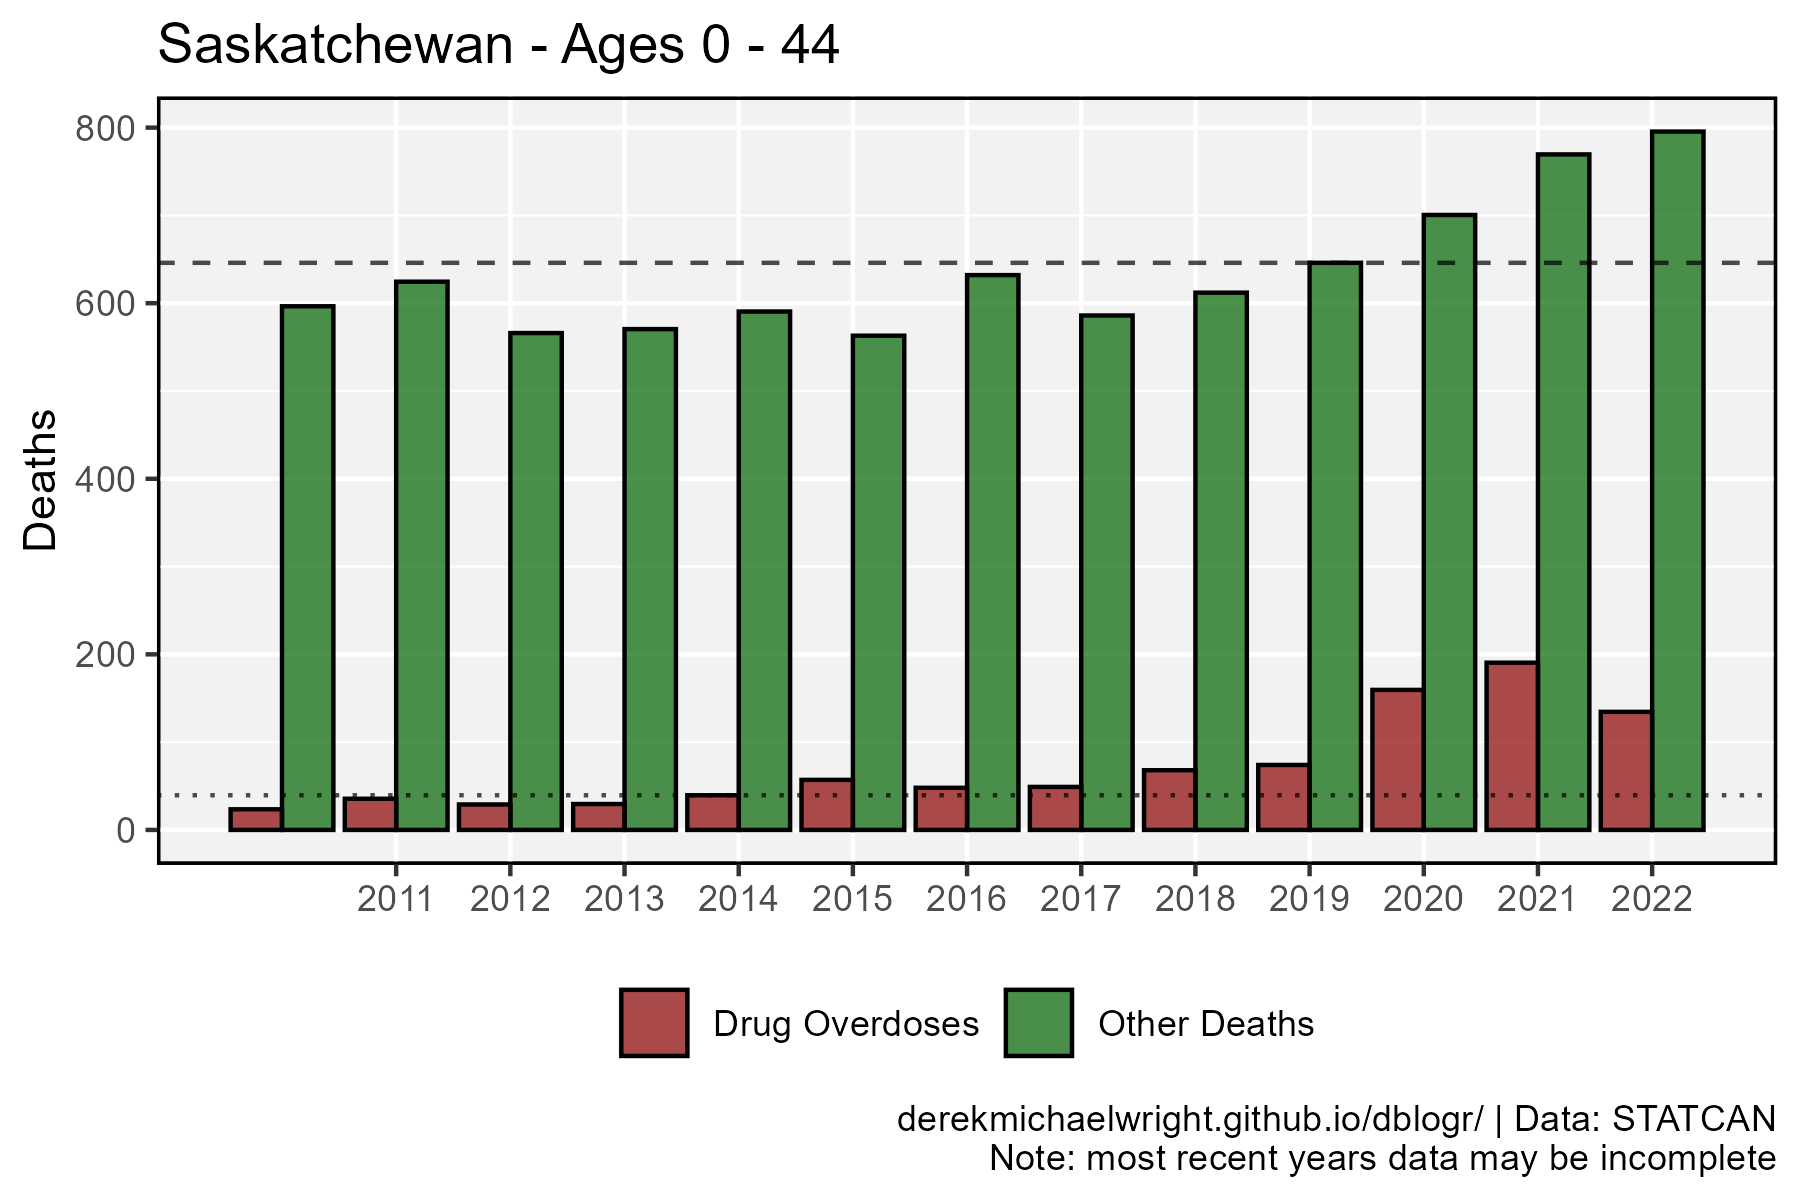 Saskatchewan - Ages 0 - 44
Deaths
800
600
400
200
0
2011 2012 2013 2014 2015 2016 2017 2018 2019 2020 2021 2022
Drug Overdoses Other Deaths
derekmichaelwright.github.io/dblogr/ | Data: STATCAN
Note: most recent years data may be incomplete